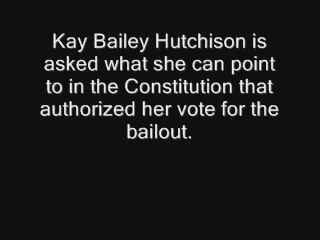 Kay Bailey Hutchison is
asked what she can point
to in the Constitution that
authorized her vote for the
bailout.